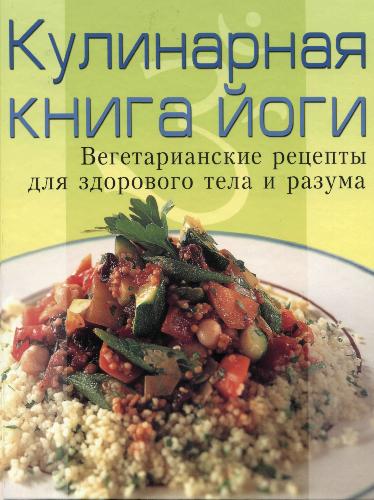 Кулинарная
книга йоги
Вегетарианские рецепты
для здорового тела и разума